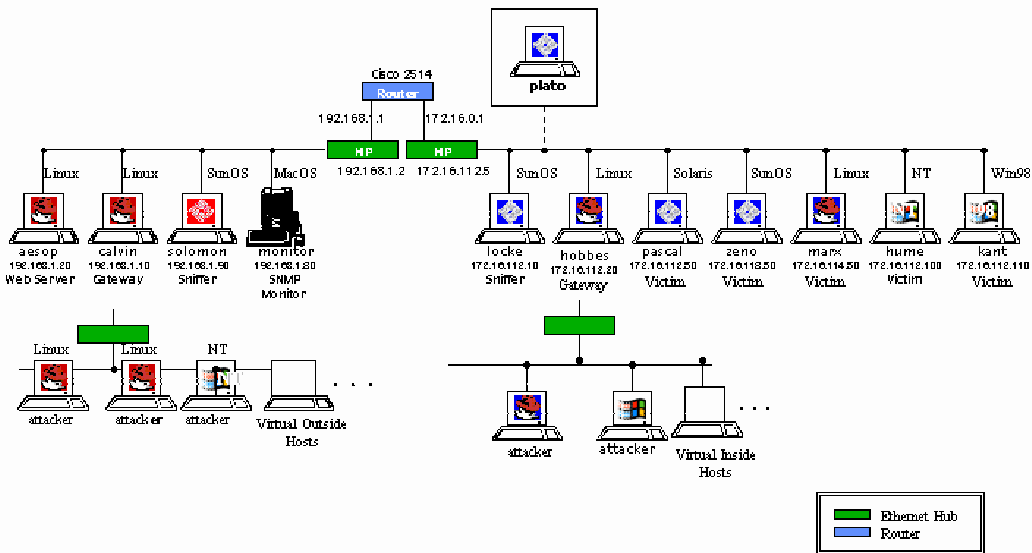 plato
Cisco 2514
Router
192.168.1.1
172.16.0.1
HP
HP
192.168.1.2
172.16.112.5
Linux
Linux
SunOS
MacOS
SunOS
Linux
Solaris
SunOS
Linux
NT
Win98
aesop
192.168.1.20
Web Server
calvin
192.168.1.10
Gateway
solomon
192.168.1.90
Sniffer
monitor
192.168.1.80
SNMP
Monitor
locke
172.16.112.10
Sniffer
hobbes
172.16.112.20
Gateway
pascal
172.16.112.50
Victim
zeno
172.16.113.50
Victim
marx
172.16.114.50
Victim
hume
172.16.112.100
Victim
kant
172.16.112.110
Victim
Linux
Linux
NT
attacker
attacker
attacker
Virtual Outside
Hosts
. . .
attacker
attacker
Virtual Inside
Hosts
. . .
Ethernet Hub
Router